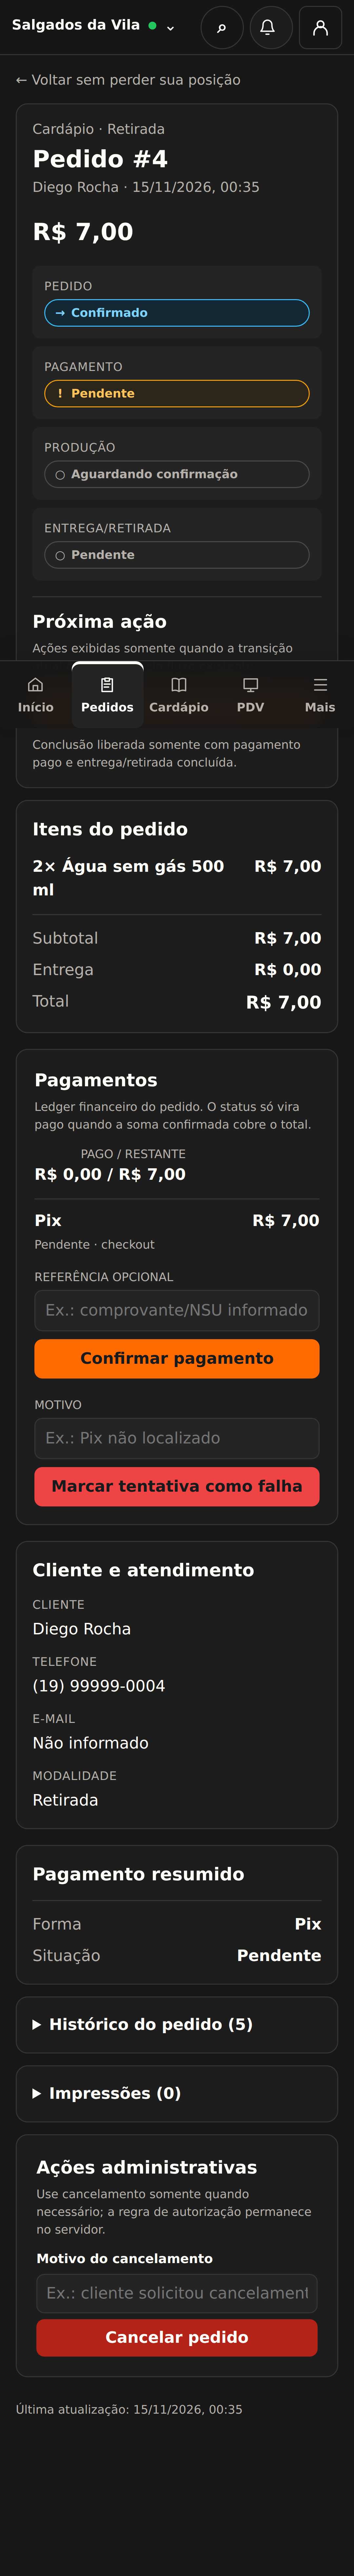 Salgados da Vila
← Voltar sem perder sua posição
Cardápio · Retirada
Pedido #4
Diego Rocha · 15/11/2026, 00:35
R$ 7,00
PEDIDO
→ Confirmado
PAGAMENTO
! Pendente
PRODUÇÃO
○ Aguardando confirmação
ENTREGA/RETIRADA
○ Pendente
Próxima ação
Ações exibidas somente quando a transição
Início
Pedidos
Cardápio
PDV
Mais
Conclusão liberada somente com pagamento
pago e entrega/retirada concluída.
Itens do pedido
2× Água sem gás 500 R$ 7,00
ml
Subtotal R$ 7,00
Entrega R$ 0,00
Total R$ 7,00
Pagamentos
Ledger financeiro do pedido. O status só vira
pago quando a soma confirmada cobre o total.
PAGO / RESTANTE
R$ 0,00 / R$ 7,00
Pix R$ 7,00
Pendente · checkout
REFERÊNCIA OPCIONAL
Ex.: comprovante/NSU informado
Confirmar pagamento
MOTIVO
Ex.: Pix não localizado
Marcar tentativa como falha
Cliente e atendimento
CLIENTE
Diego Rocha
TELEFONE
(19) 99999-0004
E-MAIL
Não informado
MODALIDADE
Retirada
Pagamento resumido
Forma Pix
Situação Pendente
▶ Histórico do pedido (5)
▶ Impressões (0)
Ações administrativas
Use cancelamento somente quando
necessário; a regra de autorização permanece
no servidor.
Motivo do cancelamento
Ex.: cliente solicitou cancelament
Cancelar pedido
Última atualização: 15/11/2026, 00:35